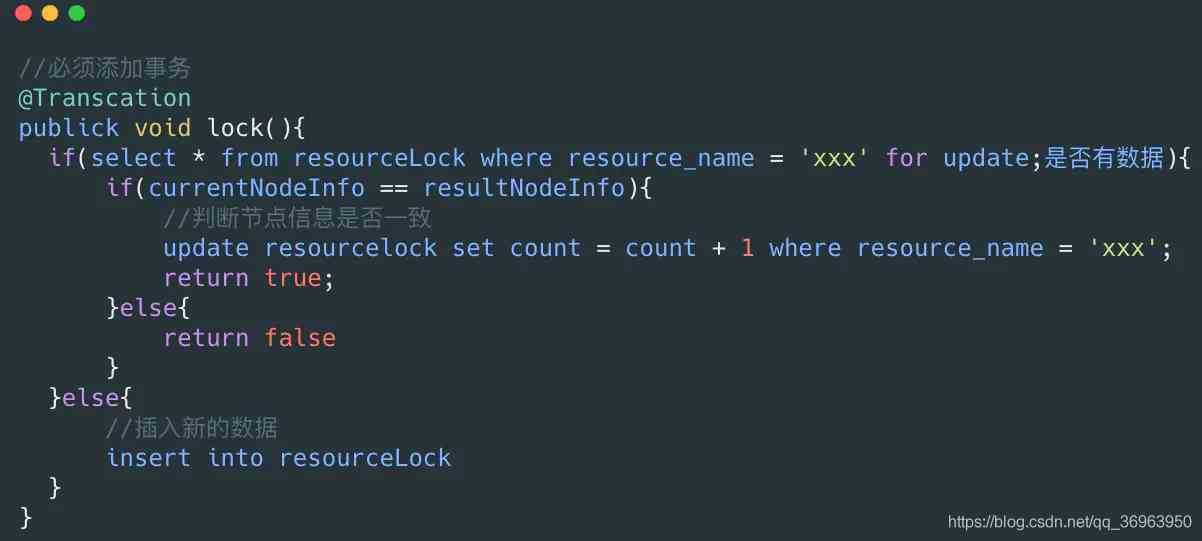 //必须添加事务
@Transcation
publick void lock(){
if(select * from resourceLock where resource_name = 'xxx' for update;是否有数据){
if(currentNodeInfo == resultNodeInfo){
//判断节点信息是否一致
update resourcelock set count = count + 1 where resource_name = 'xxx';
return true;
}else{
return false
}
}else{
//插入新的数据
insert into resourceLock
}
}
https://blog.csdn.net/qq_36963950